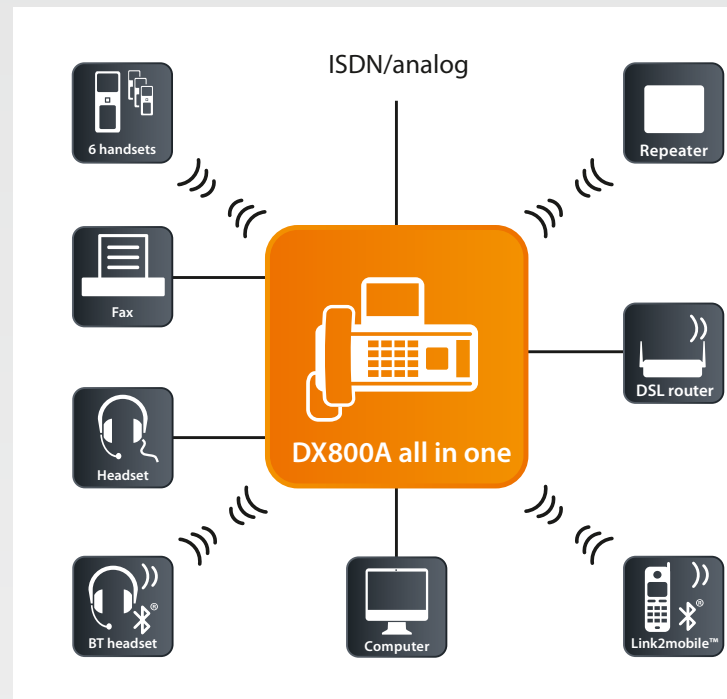 ISDN/analog
6 handsets
Repeater
Fax
DSL router
DX800A all in one
Headset
BT headset
®
Computer
Link2mobile™
®